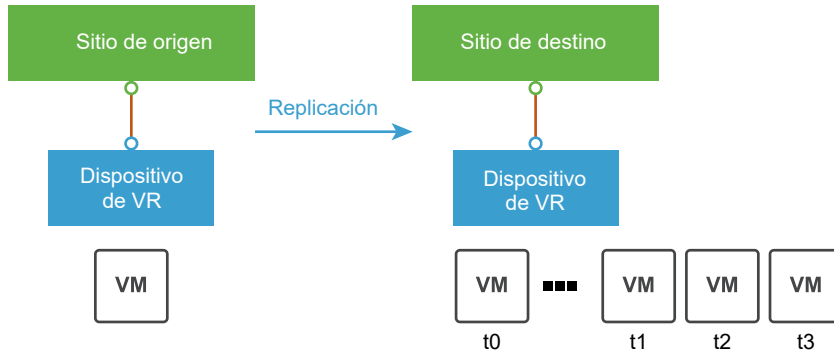 Sitio de origen
Sitio de destino
Replicación
Dispositivo
de VR
Dispositivo
de VR
VM
VM
VM
VM
VM
t0
t1
t2
t3